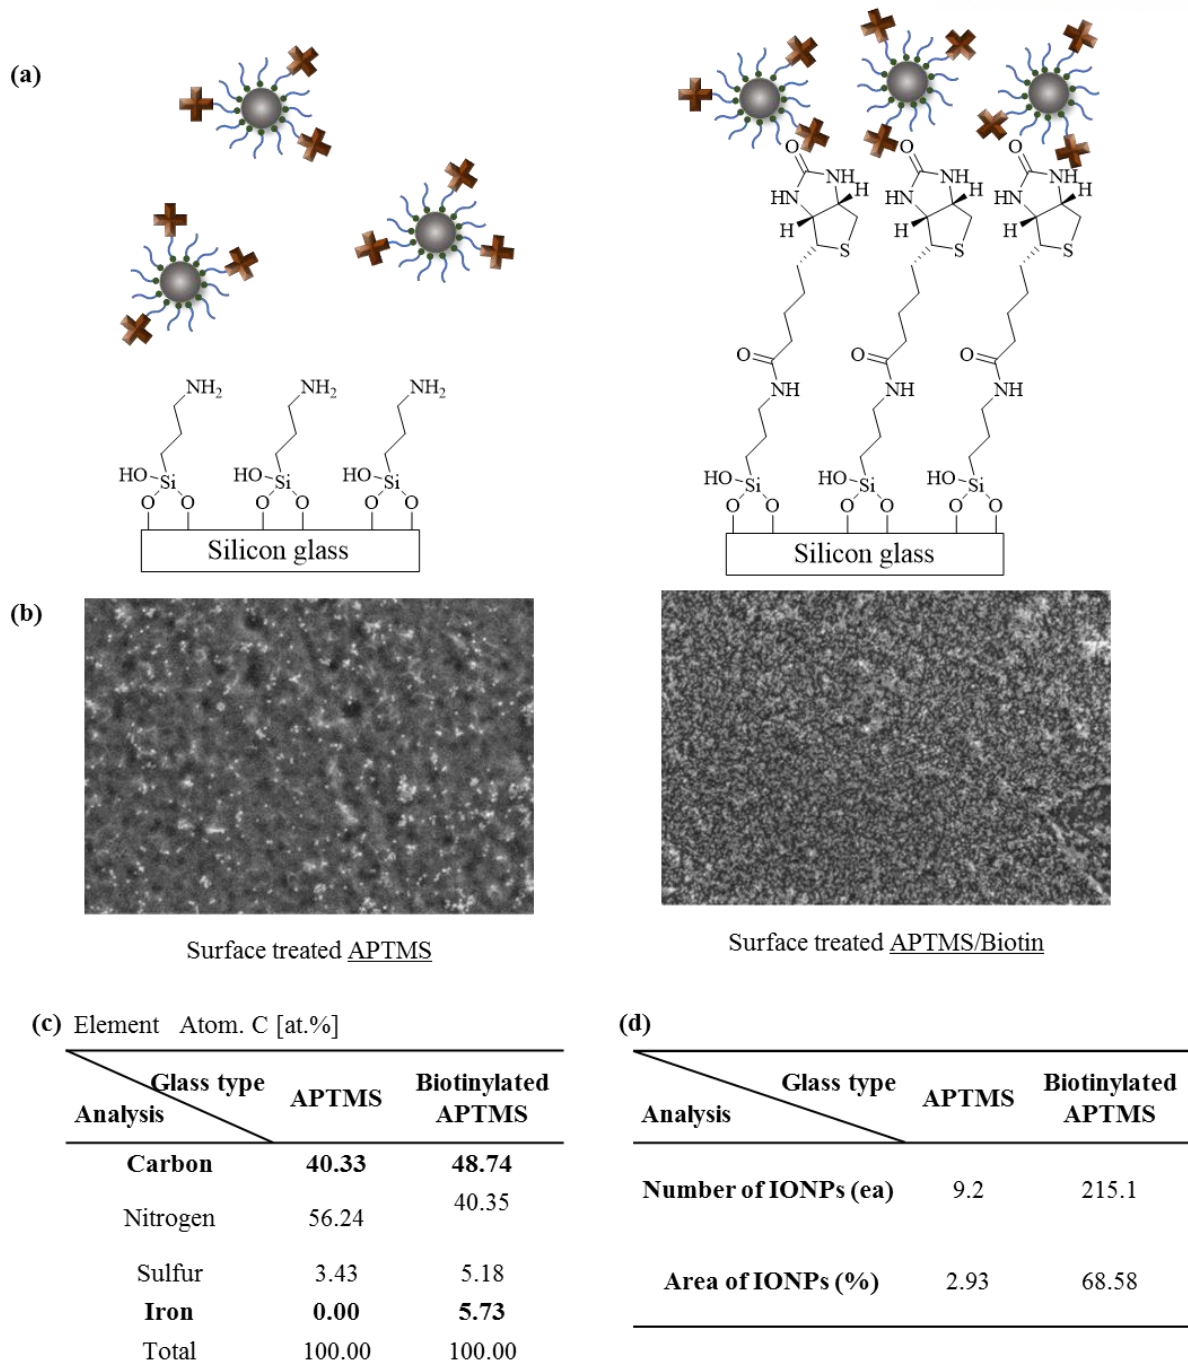 (a)
O
NH
HN
H
H
S
O
NH
HN
H
H
S
O
NH
HN
H
H
S
O
NH
O
NH
O
NH
NH2
NH2
NH2
HO
Si
O
O
HO
Si
O
O
HO
Si
O
O
Silicon glass
HO
Si
O
O
HO
Si
O
O
HO
Si
O
O
Silicon glass
(b)
Surface treated APTMS
Surface treated APTMS/Biotin
(c) Element Atom. C [at.%]
Glass type
Analysis
APTMS
Biotinylated
APTMS
Carbon 40.33 48.74
Nitrogen 56.24 40.35
Sulfur 3.43 5.18
Iron 0.00 5.73
Total 100.00 100.00
(d)
Glass type
Analysis
APTMS
Biotinylated
APTMS
Number of IONPs (ea) 9.2 215.1
Area of IONPs (%) 2.93 68.58